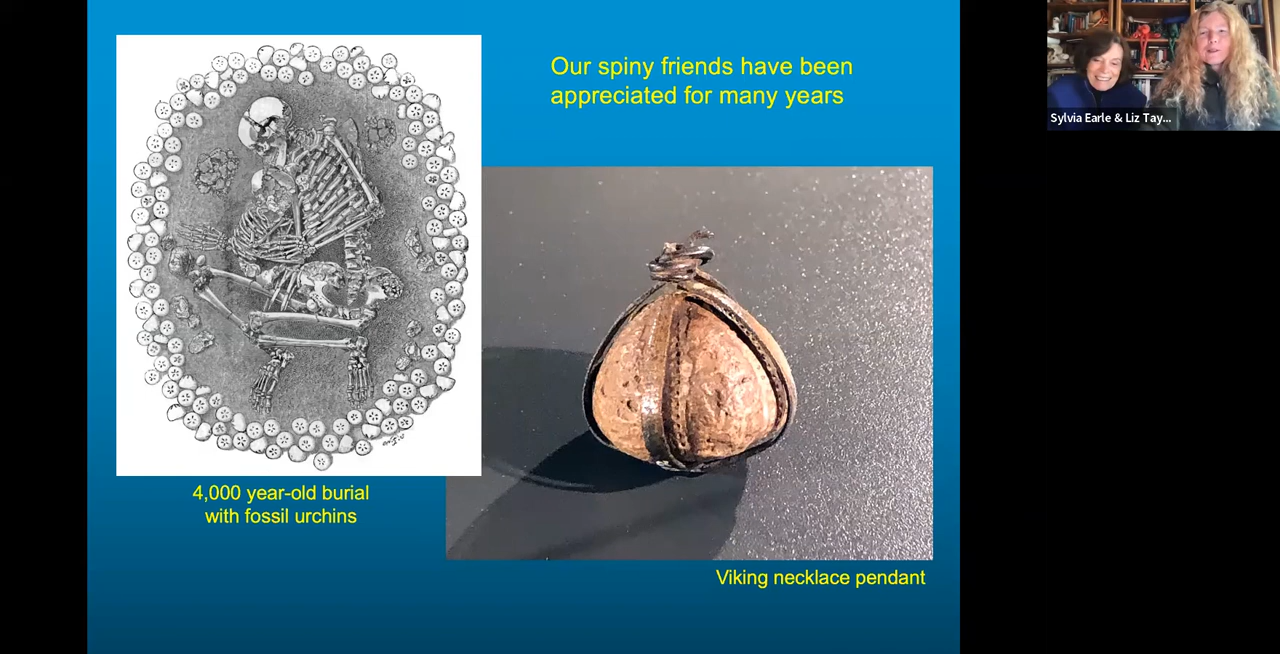 Our spiny friends have been
appreciated for many years
Sylvia Earle & Liz Tay...
4,000 year-old burial
with fossil urchins
Viking necklace pendant